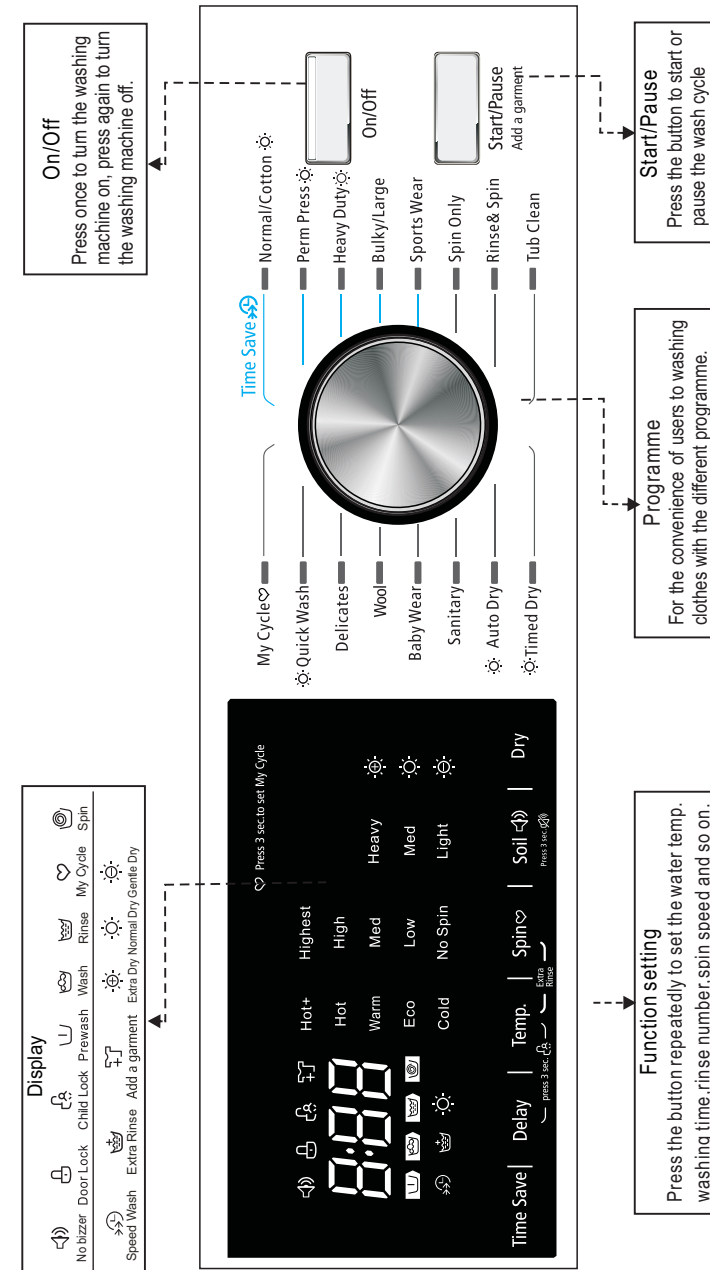 On/Off
Press once to turn the washing
machine on, press again to turn
the washing machine off.
Start/Pause
Press the button to start or
pause the wash cycle
On/Off
Start/Pause
Add a garment
Time Save
Normal/Cotton
Perm Press
Heavy Duty
Bulky/Large
Sports Wear
Spin Only
Rinse& Spin
Tub Clean
My Cycle
Quick Wash
Delicates
Wool
Baby Wear
Sanitary
Auto Dry
Timed Dry
Programme
For the convenience of users to washing
clothes with the different programme.
Display
No bizzer Door Lock Child Lock Prewash Wash Rinse My Cycle Spin
Speed Wash Extra Rinse Add a garment Extra Dry Normal Dry Gentle Dry
Press 3 sec.to set My Cycle
8:88
Hot+ Highest
Hot High
Warm Med Heavy
Eco Low Med
Cold No Spin Light
Time Save | Delay | Temp. | Spin | Soil | Dry
press 3 sec.
Extra
Rinse
Press 3 sec.
Function setting
Press the button repeatedly to set the water temp.
washing time.rinse number.spin speed and so on.